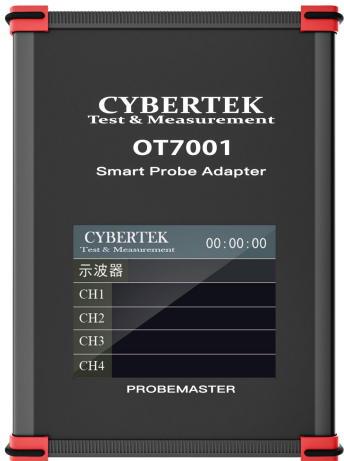 CYBERTEK
Test & Measurement
OT7001
Smart Probe Adapter
CYBERTEK
Test & Measurement
00:00:00
示波器
CH1
CH2
CH3
CH4
PROBEMASTER